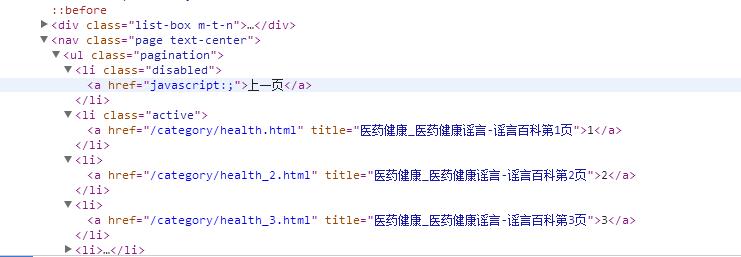 ::before
▶<div class="list-box m-t-n">…</div>
▼<nav class="page text-center">
▼<ul class="pagination">
▼<li class="disabled">
<a href="javascript:;">上一页</a>
</li>
▼<li class="active">
<a href="/category/health.html" title="医药健康_医药健康谣言-谣言百科第1页">1</a>
</li>
▼<li>
<a href="/category/health_2.html" title="医药健康_医药健康谣言-谣言百科第2页">2</a>
</li>
▼<li>
<a href="/category/health_3.html" title="医药健康_医药健康谣言-谣言百科第3页">3</a>
</li>
▶<li>…</li>